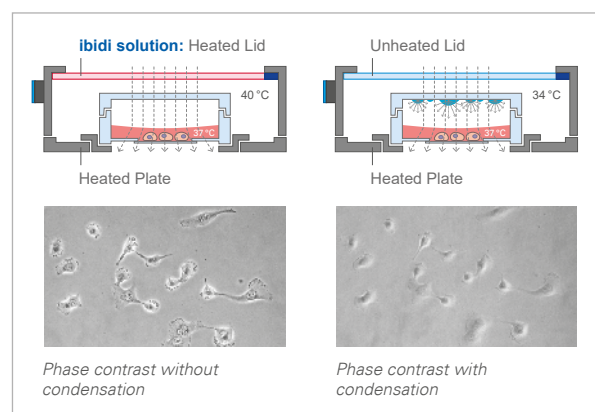 ibidi solution: Heated Lid
40 °C
37 °C
Heated Plate
Unheated Lid
34 °C
37 °C
Heated Plate
Phase contrast without
condensation
Phase contrast with
condensation